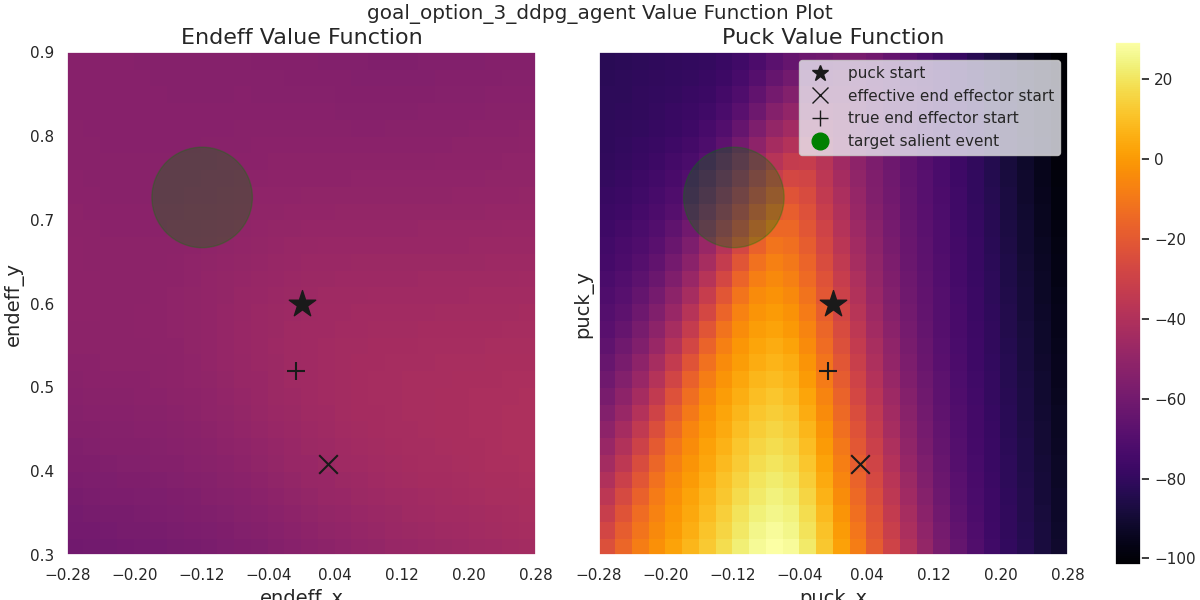 goal_option_3_ddpg_agent Value Function Plot
Endeff Value Function
Puck Value Function
0.9
0.8
0.7
0.6
0.5
0.4
0.3
endeff_y
−0.28 −0.20 −0.12 −0.04 0.04 0.12 0.20 0.28
endeff_x
puck_y
puck start
effective end effector start
true end effector start
target salient event
−0.28 −0.20 −0.12 −0.04 0.04 0.12 0.20 0.28
puck_x
20
0
−20
−40
−60
−80
−100